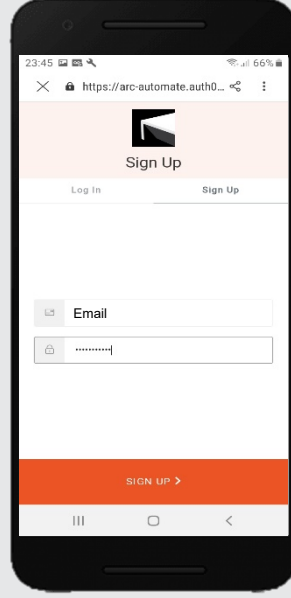 23:45 66%
https://arc-automate.auth0...
Sign Up
Log In Sign Up
Email
•••••••••••
SIGN UP >